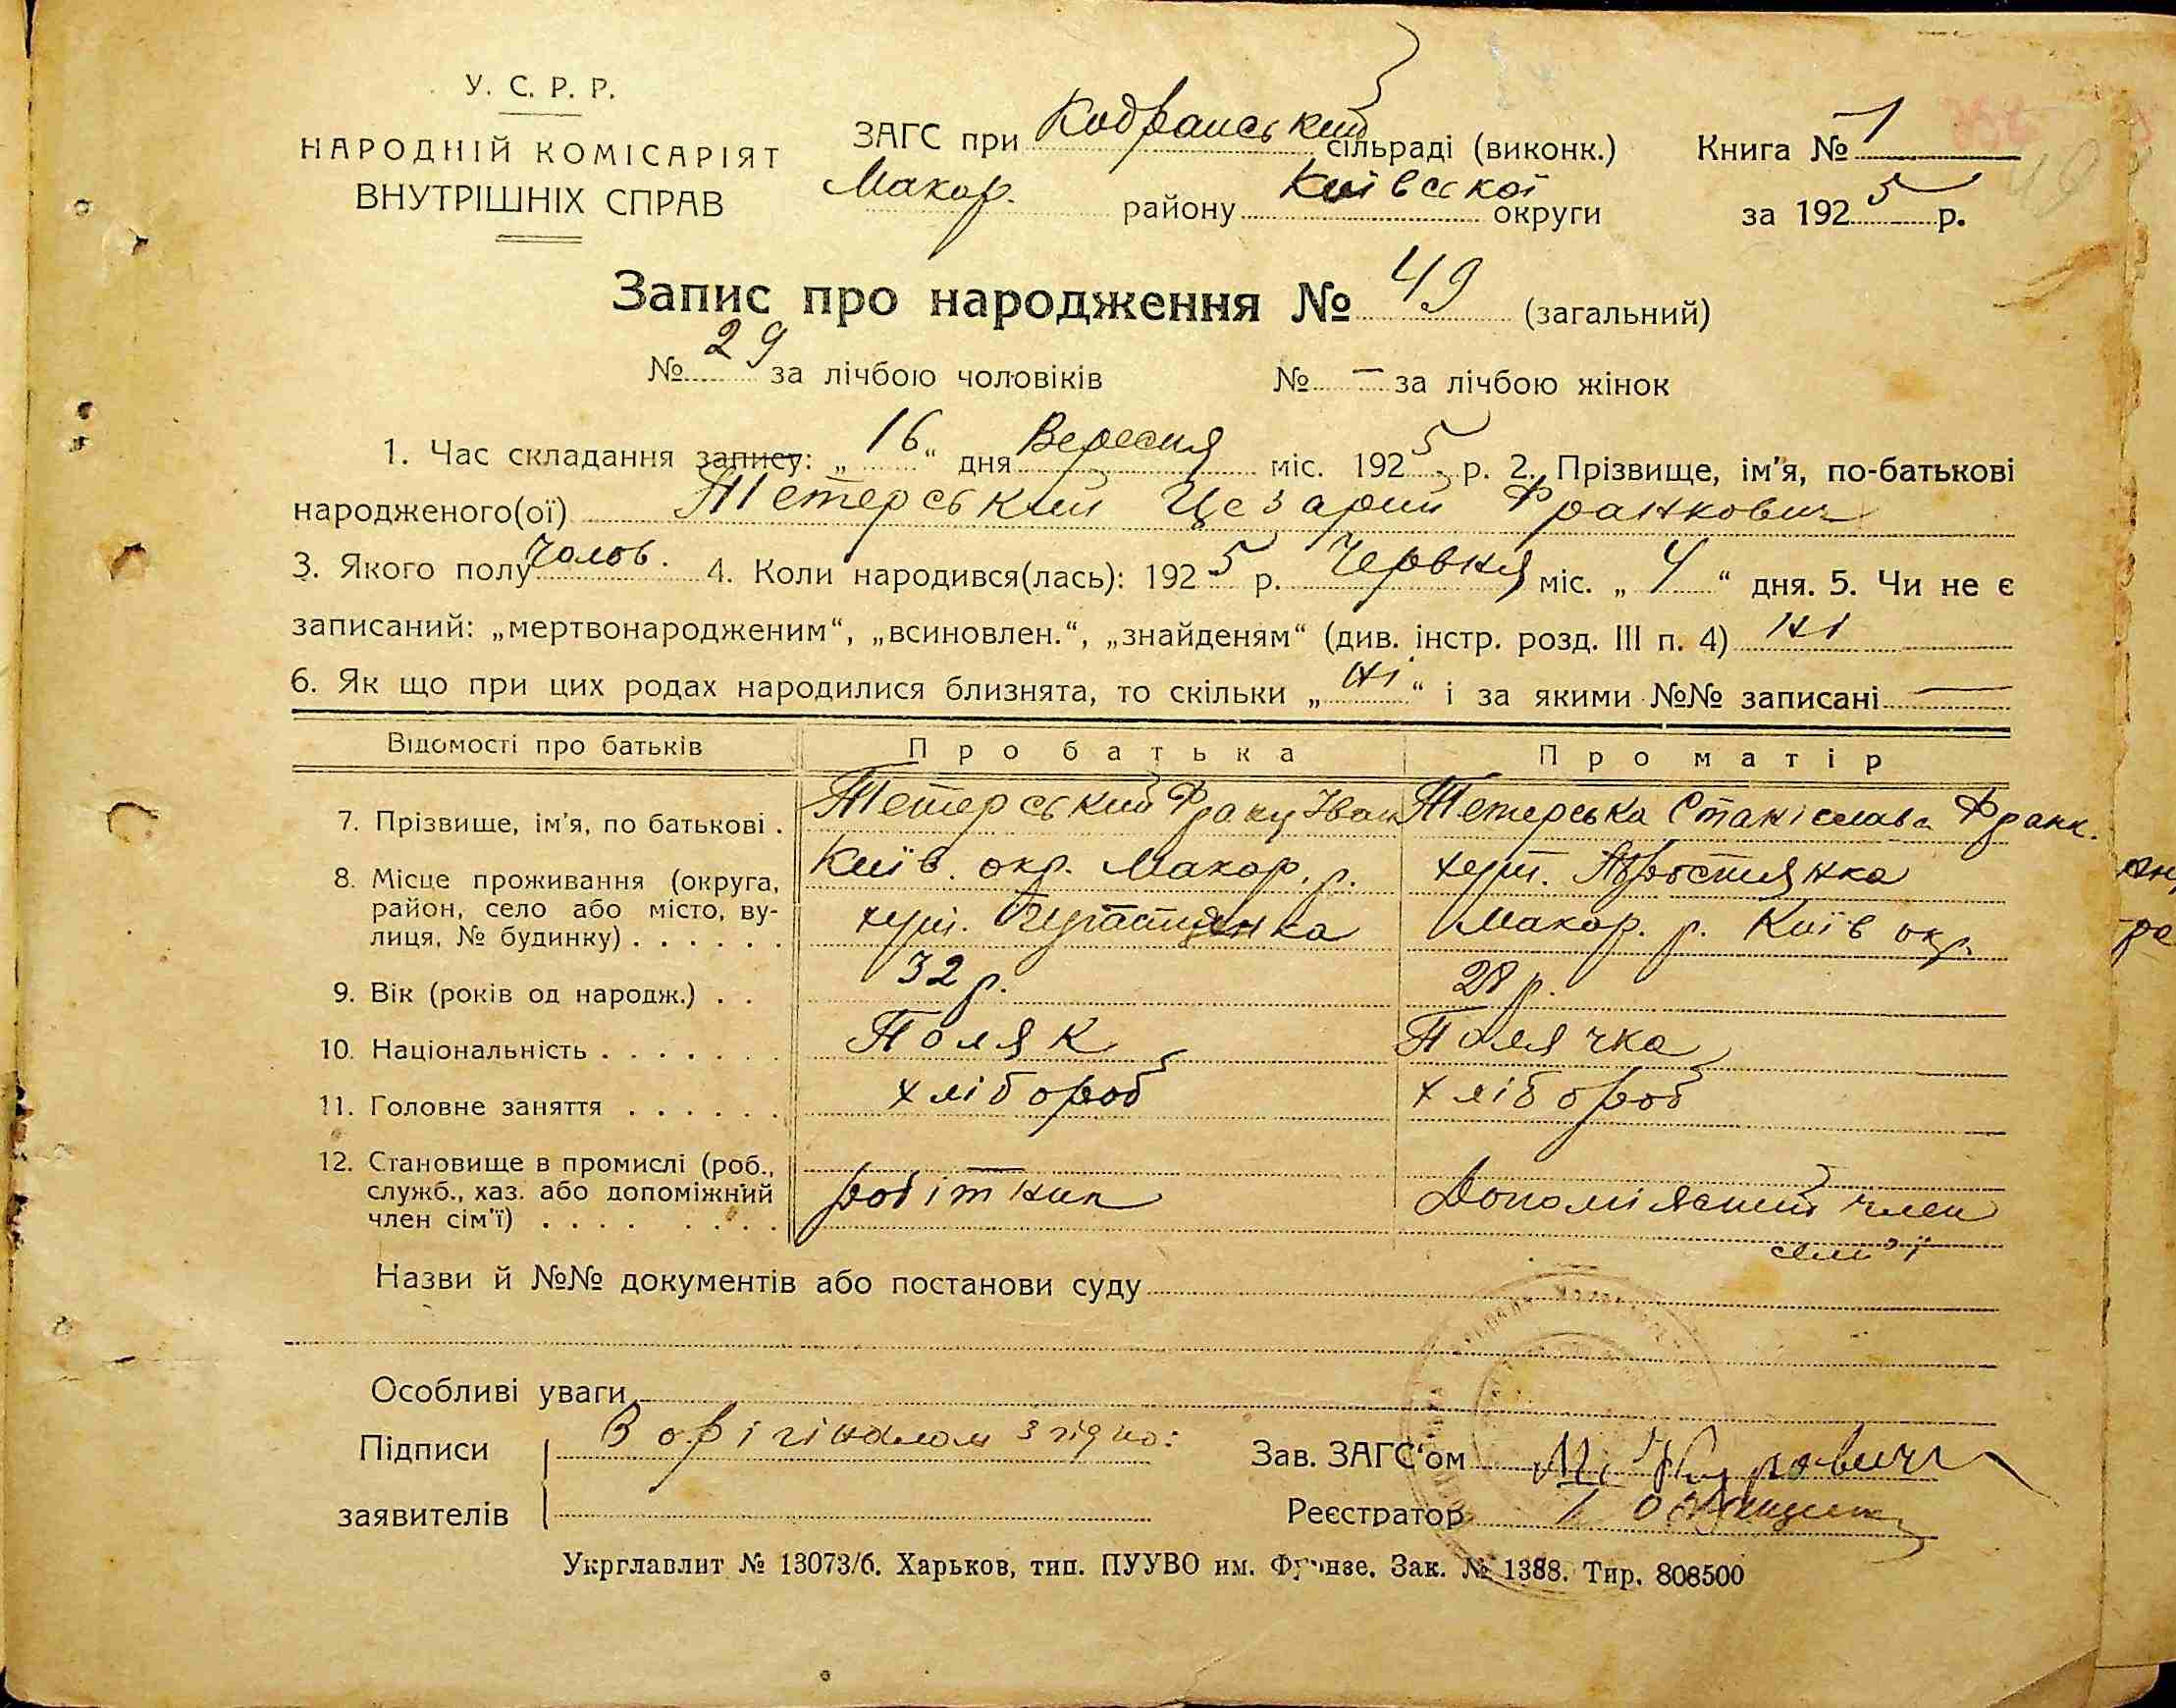 У. С. Р. Р.
НАРОДНІЙ КОМІСАРІЯТ
ВНУТРІШНІХ СПРАВ
ЗАГС при Кодранський сільраді (виконк.)
Макар. району Київської округи
Книга № 1
за 1925 р.
Запис про народження № 49 (загальний)
№ 29 за лічбою чоловіків № — за лічбою жінок
1. Час складання запису: „16“ дня Вересня міс. 1925 р. 2. Прізвище, ім'я, по-батькові
народженого(ої) Тетерський Цезарий Франкович
3. Якого полу чолов. 4. Коли народився(лась): 1925 р. Червня міс. „4“ дня. 5. Чи не є
записаний: „мертвонародженим“, „всиновлен.“, „знайденям“ (див. інстр. розд. III п. 4) ні
6. Як що при цих родах народилися близнята, то скільки „ні“ і за якими №№ записані —
Відомості про батьків Про батька Про матір
7. Прізвище, ім'я, по батькові . Тетерський Франц Іван Тетерська Станіслава Франк.
8. Місце проживання (округа, район, село або місто, ву-лиця, № будинку) . . . . . .
Київ. окр. Макар. р.
хут.
хут.
Макар. р. Київ окр.
9. Вік (років од народж.) . . 32 р. 28 р.
10. Національність . . . . . . . Поляк Полячка
11. Головне заняття . . . . . . хлібороб хлібороб
12. Становище в промислі (роб., служб., хаз. або допоміжний член сім'ї) . . . . . . . .
робітник
Допоміжний член
сем'ї
Назви й №№ документів або постанови суду
Особливі уваги
Підписи З орігіналом згідно:
заявителів
Зав. ЗАГС'ом
Реєстратор
Укрглавлит № 13073/6. Харьков, тип. ПУУВО им. Фрунзе. Зак. № 1388. Тир. 808500